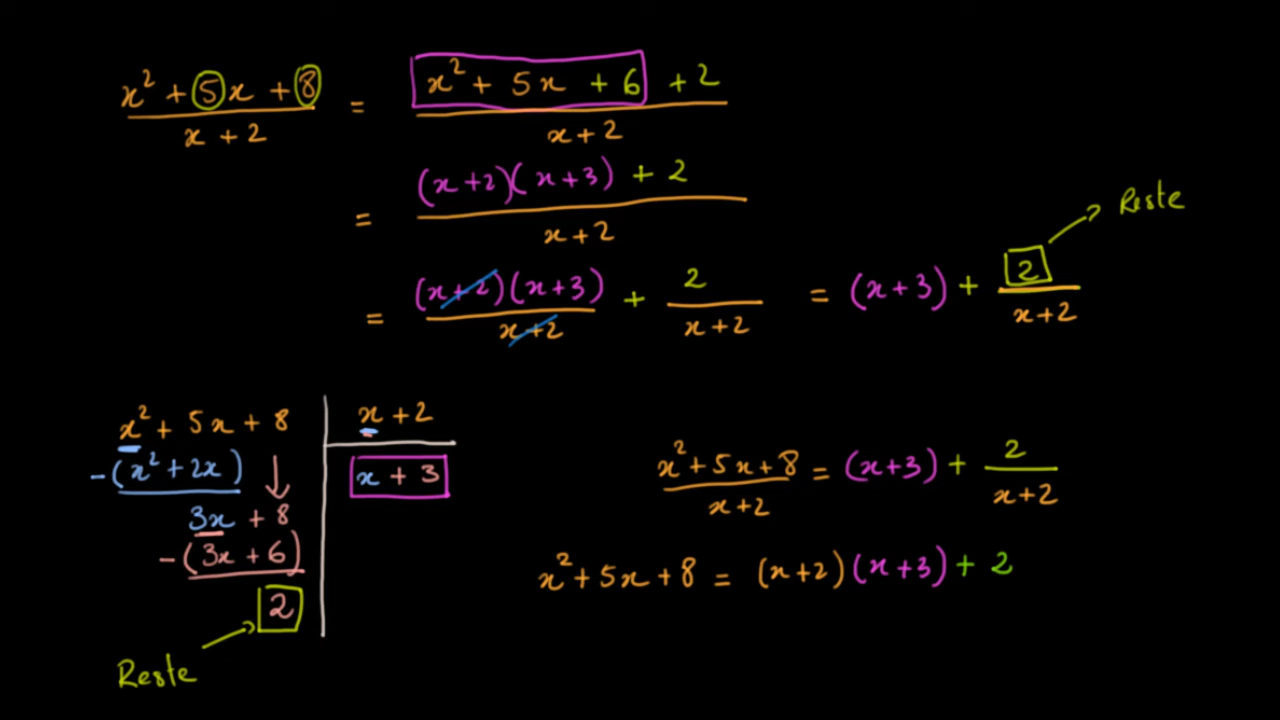 (x² + 5x + 8)/(x + 2) = (x² + 5x + 6 + 2)/(x + 2)
= ((x+2)(x+3) + 2)/(x+2)
= ((x+2)(x+3))/(x+2) + 2/(x+2) = (x+3) + 2/(x+2)
Reste
x² + 5x + 8 | x + 2
-(x² + 2x) | x + 3
3x + 8
-(3x + 6)
2
Reste
(x² + 5x + 8)/(x+2) = (x+3) + 2/(x+2)
x² + 5x + 8 = (x+2)(x+3) + 2